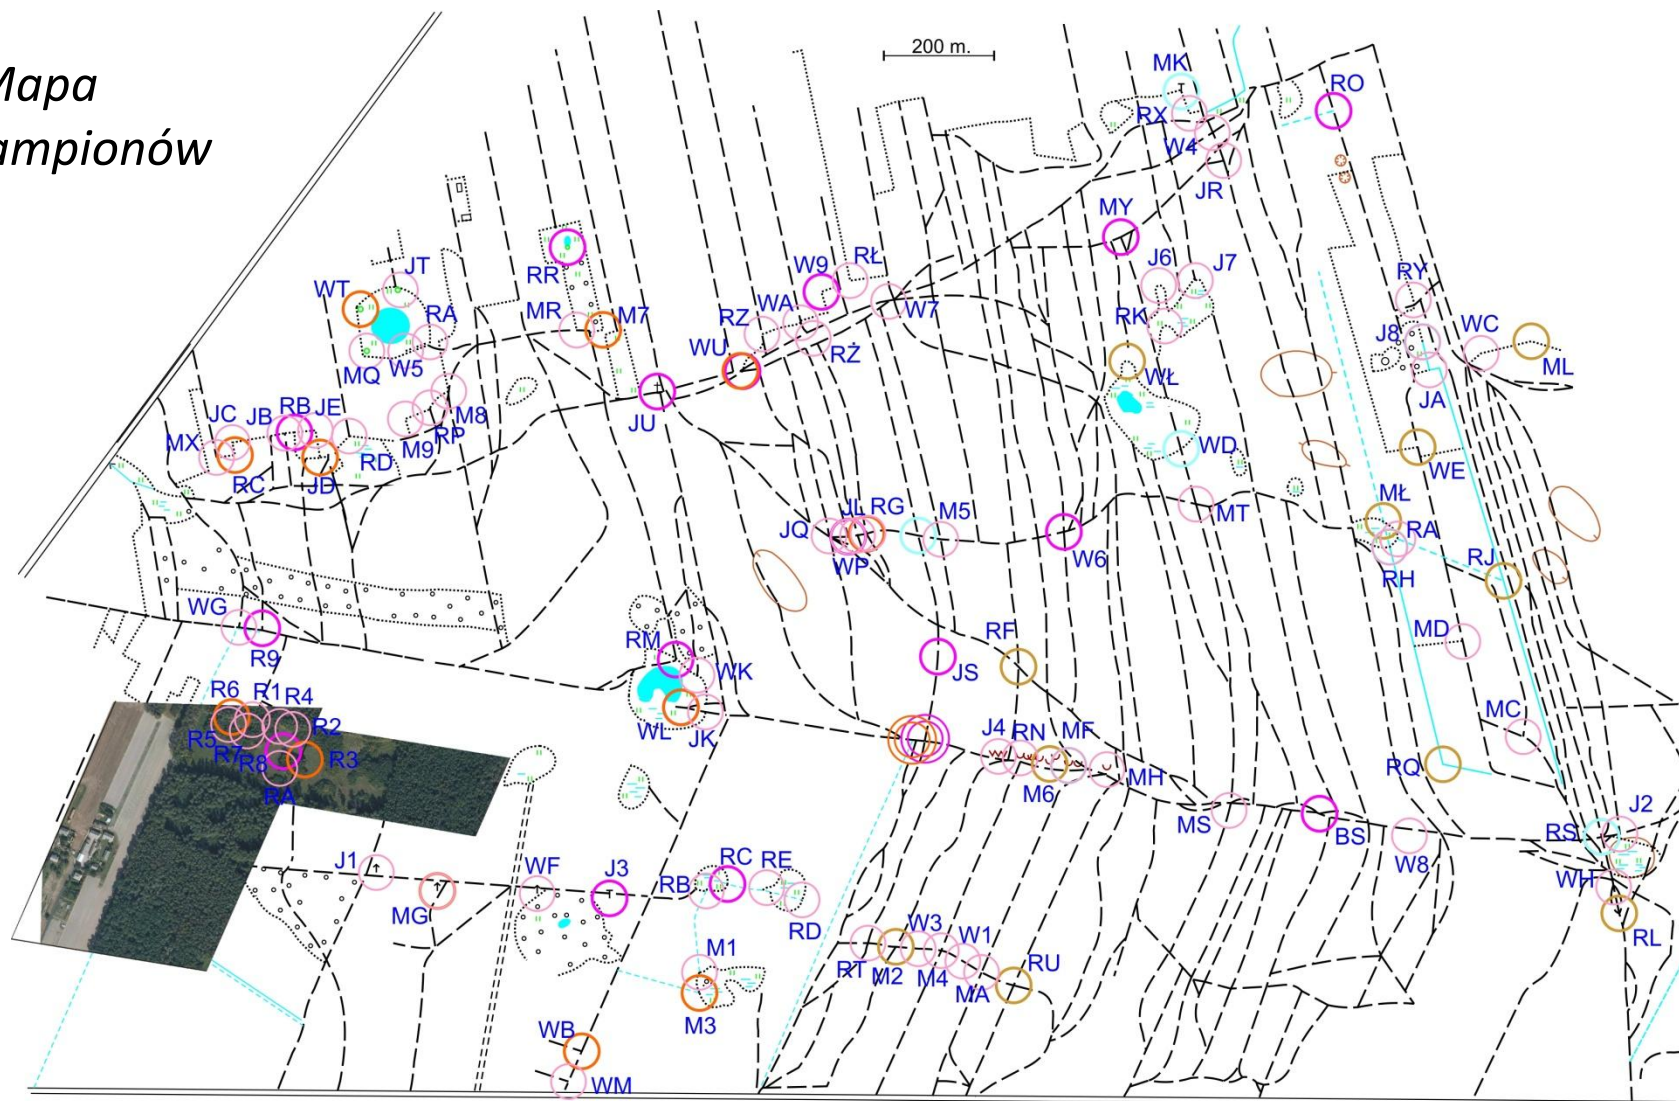 Mapa
ampionów
200 m.
MK
RO
RX
W4
JR
MY
JT
RR
W9
RŁ
J6
J7
WT
RA
MR
M7
RZ
WA
W7
RK
RY
MQ
W5
WU
RŻ
J8
WC
ML
WŁ
JA
M8
JU
JC
JB
RB
JE
MX
M9
RP
RD
WD
WE
RC
JD
JL
RG
M5
JQ
WP
W6
MT
MŁ
RA
RH
RJ
WG
R9
RM
WK
JS
RF
MD
R6
R1
R4
R2
R5
R7
R8
R3
RA
WL
JK
J4
RN
MF
MH
M6
MC
RQ
MS
BS
W8
RS
J2
J1
MG
WF
J3
RB
RC
RE
RD
WH
RL
M1
M3
RT
M2
W3
M4
W1
MA
RU
WB
WM